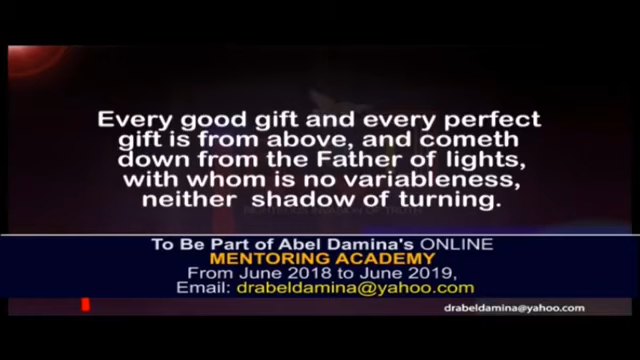 Every good gift and every perfect
gift is from above, and cometh
down from the Father of lights,
with whom is no variableness,
neither shadow of turning.
To Be Part of Abel Damina's ONLINE
MENTORING ACADEMY
From June 2018 to June 2019,
Email: drabeldamina@yahoo.com
drabeldamina@yahoo.com